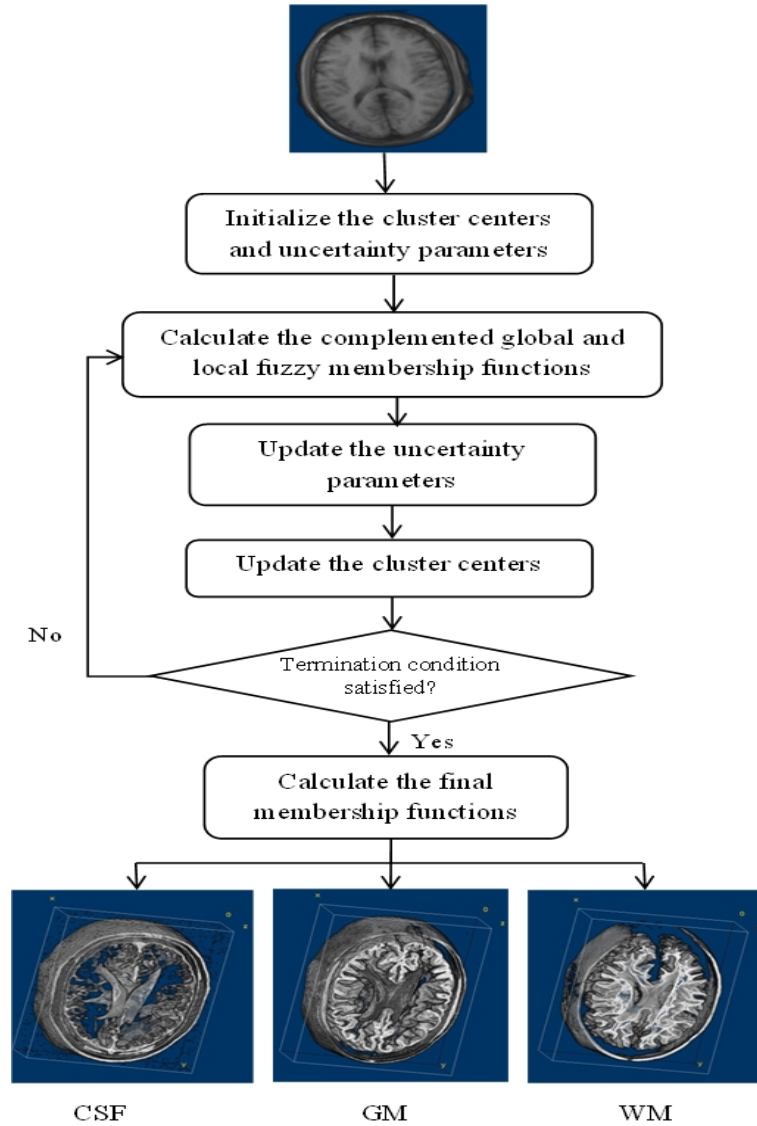 Initialize the cluster centers
and uncertainty parameters
Calculate the complemented global and
local fuzzy membership functions
Update the uncertainty
parameters
Update the cluster centers
No
Termination condition
satisfied?
Yes
Calculate the final
membership functions
CSF
GM
WM